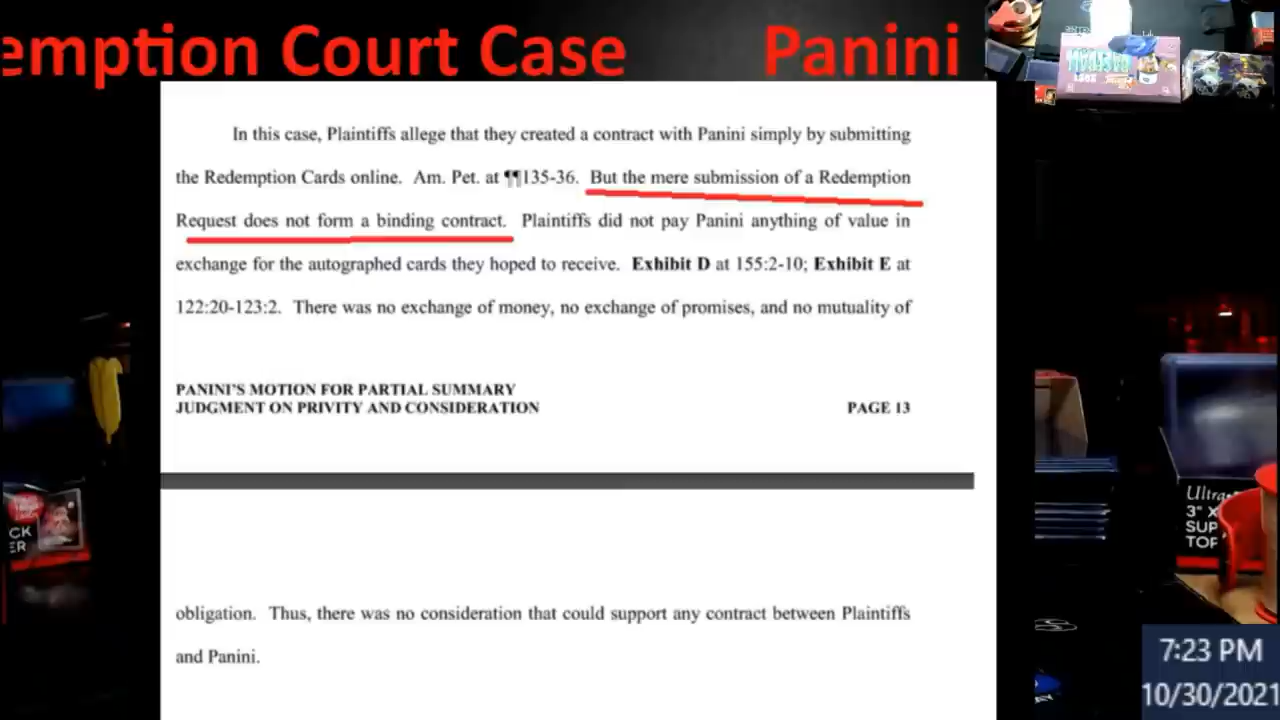 emption Court Case Panini
In this case, Plaintiffs allege that they created a contract with Panini simply by submitting
the Redemption Cards online. Am. Pet. at ¶¶135-36. But the mere submission of a Redemption
Request does not form a binding contract. Plaintiffs did not pay Panini anything of value in
exchange for the autographed cards they hoped to receive. Exhibit D at 155:2-10; Exhibit E at
122:20-123:2. There was no exchange of money, no exchange of promises, and no mutuality of
PANINI'S MOTION FOR PARTIAL SUMMARY
JUDGMENT ON PRIVITY AND CONSIDERATION PAGE 13
obligation. Thus, there was no consideration that could support any contract between Plaintiffs
and Panini.
CK
ER
Ultra
3" X
SUP
TOP
7:23 PM
10/30/2021